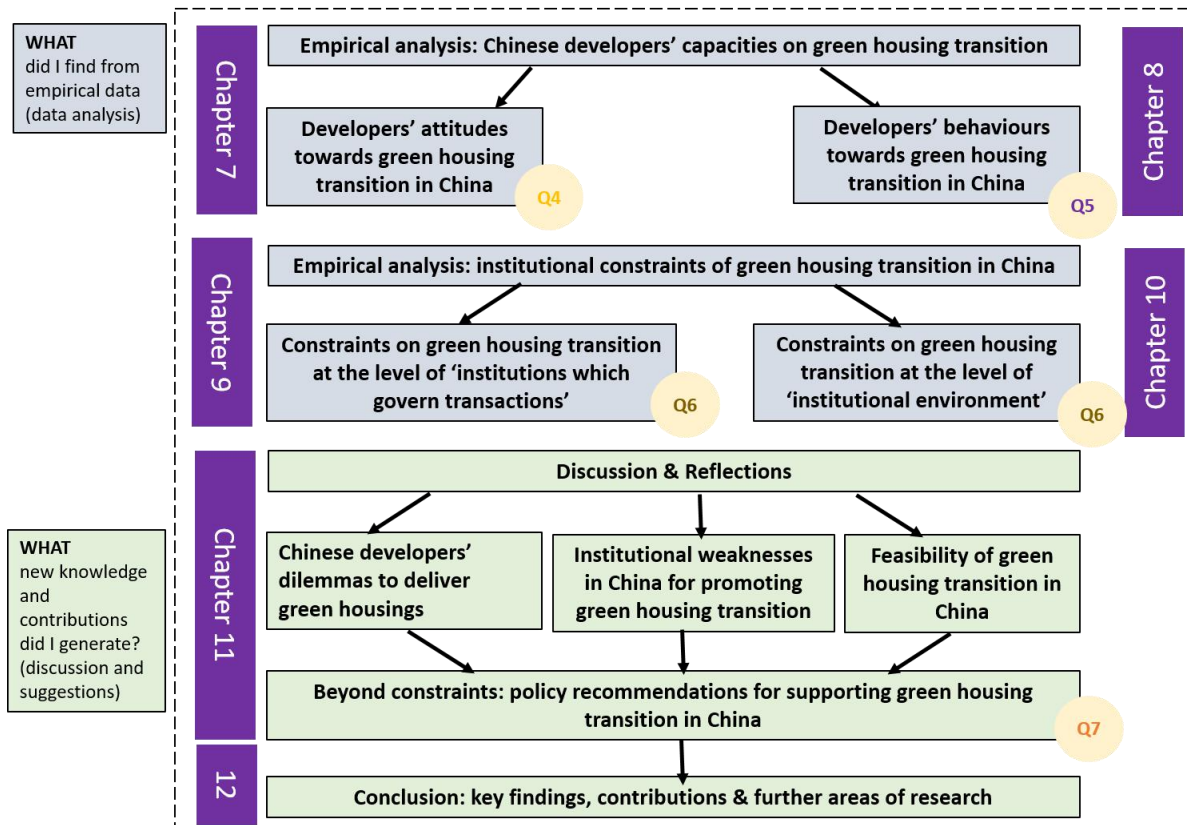 WHAT
did I find from
empirical data
(data analysis)
Chapter 7
Empirical analysis: Chinese developers’ capacities on green housing transition
Chapter 8
Developers’ attitudes
towards green housing
transition in China
Q4
Developers’ behaviours
towards green housing
transition in China
Q5
Chapter 9
Empirical analysis: institutional constraints of green housing transition in China
Chapter 10
Constraints on green housing transition
at the level of ‘institutions which
govern transactions’
Q6
Constraints on green housing
transition at the level of
‘institutional environment’
Q6
WHAT
new knowledge
and
contributions
did I generate?
(discussion and
suggestions)
Chapter 11
Discussion & Reflections
Chinese developers’
dilemmas to deliver
green housings
Institutional weaknesses
in China for promoting
green housing transition
Feasibility of green
housing transition in
China
Beyond constraints: policy recommendations for supporting green housing
transition in China
Q7
12
Conclusion: key findings, contributions & further areas of research